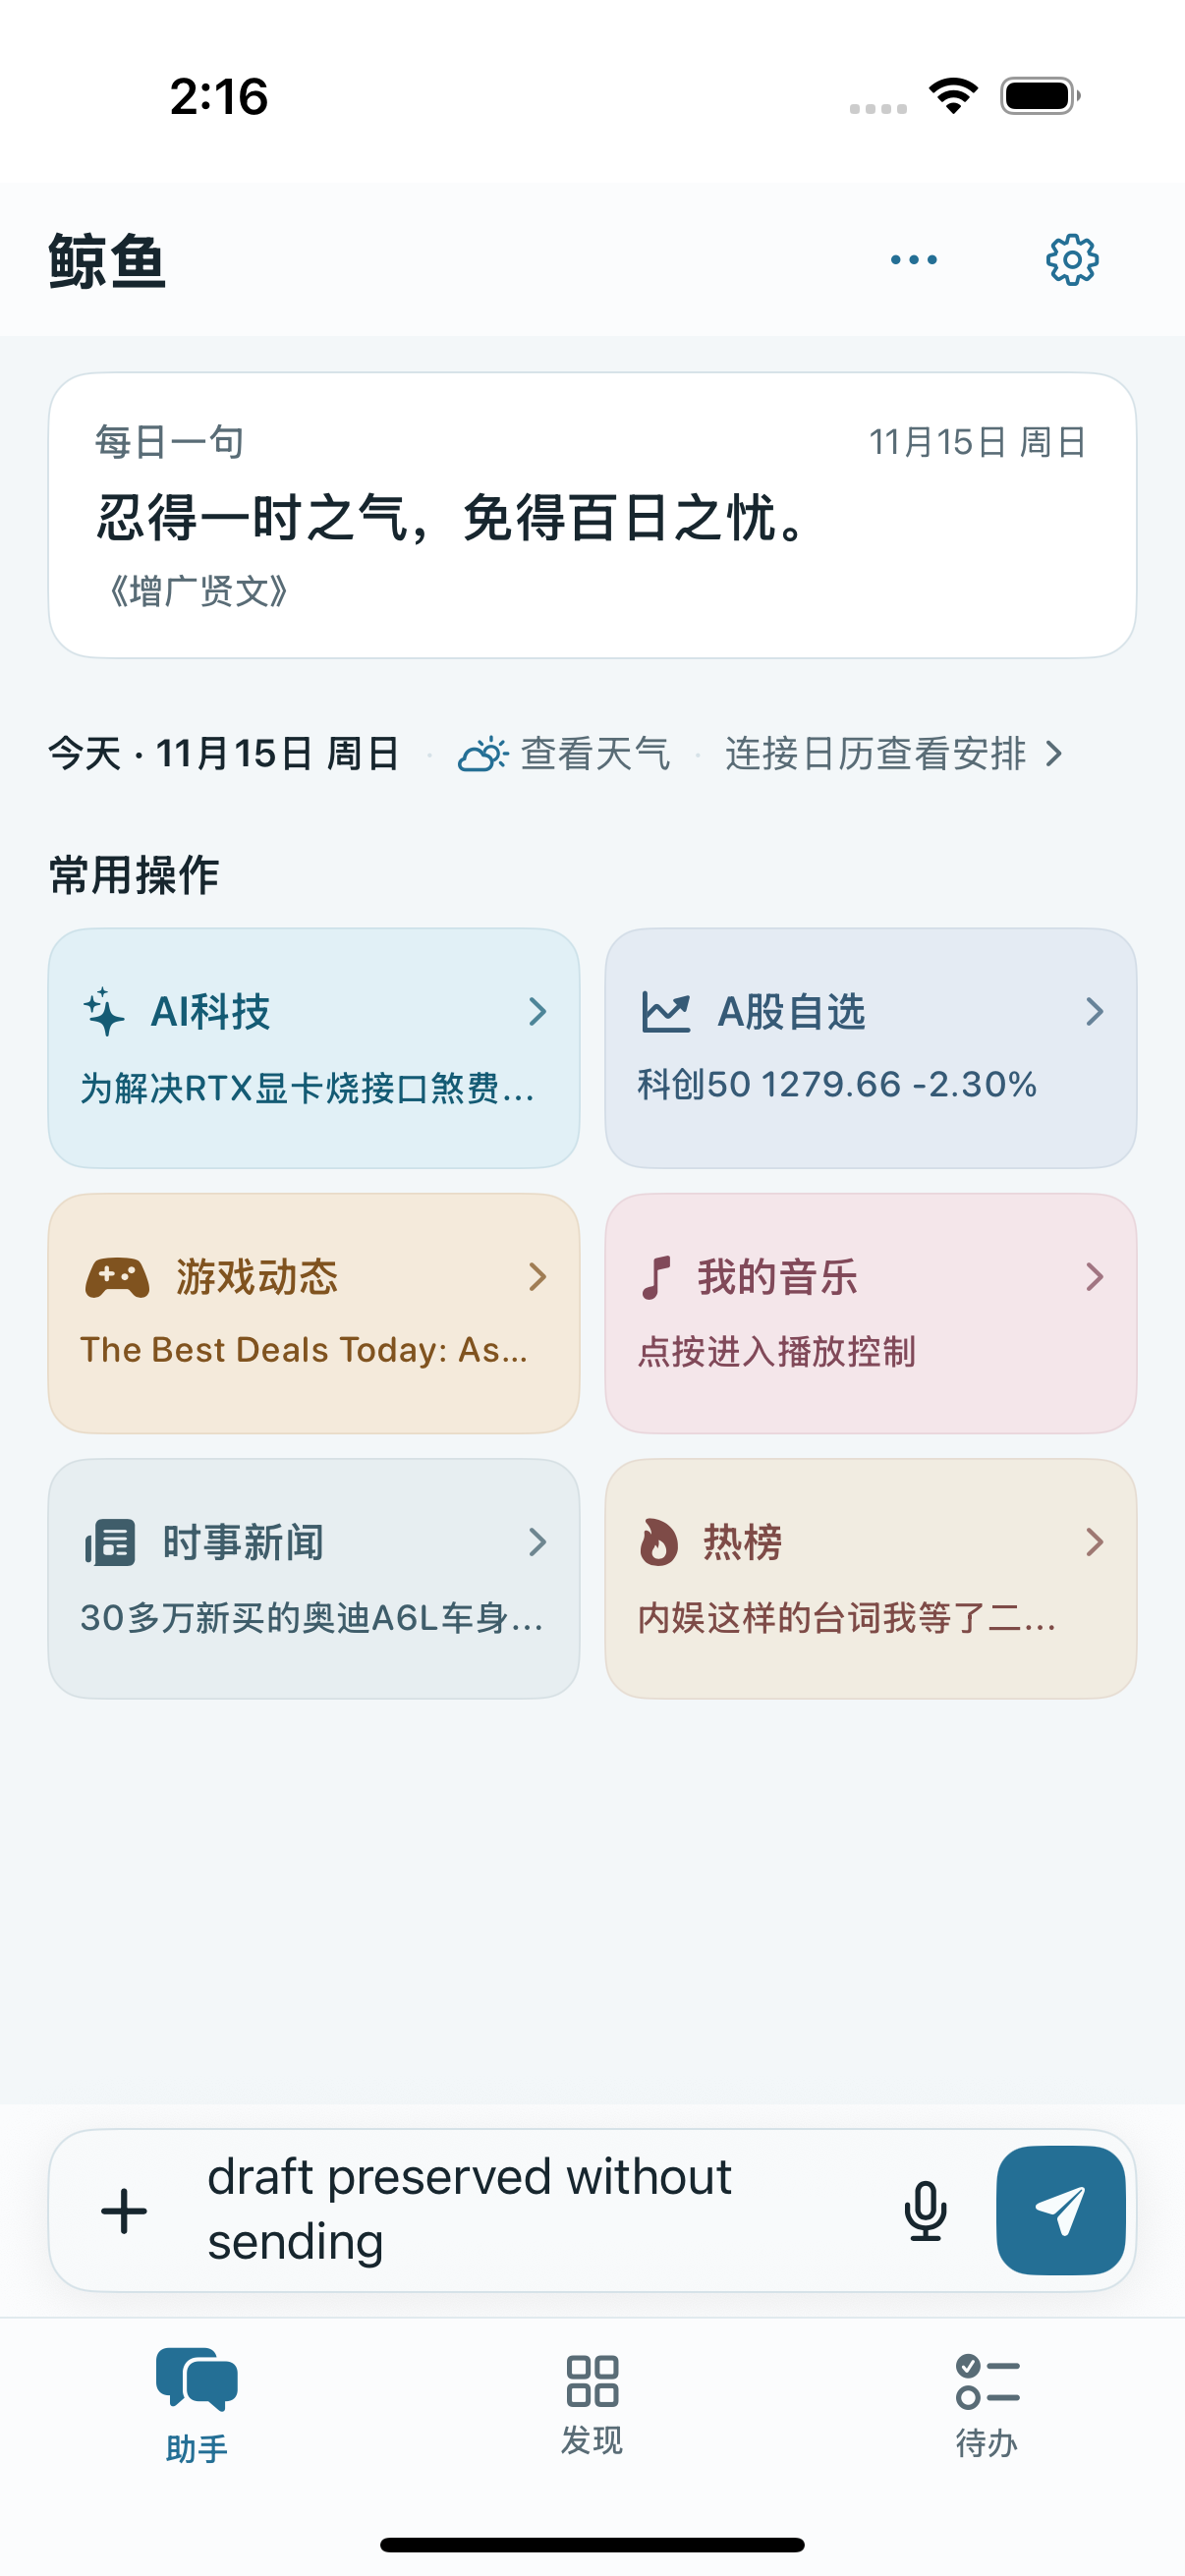 2:16
鲸鱼
每日一句
11月15日 周日
忍得一时之气，免得百日之忧。
《增广贤文》
今天 · 11月15日 周日 · 查看天气 · 连接日历查看安排
常用操作
AI科技
为解决RTX显卡烧接口煞费...
A股自选
科创50 1279.66 -2.30%
游戏动态
The Best Deals Today: As...
我的音乐
点按进入播放控制
时事新闻
30多万新买的奥迪A6L车身...
热榜
内娱这样的台词我等了二...
draft preserved without
sending
助手
发现
待办